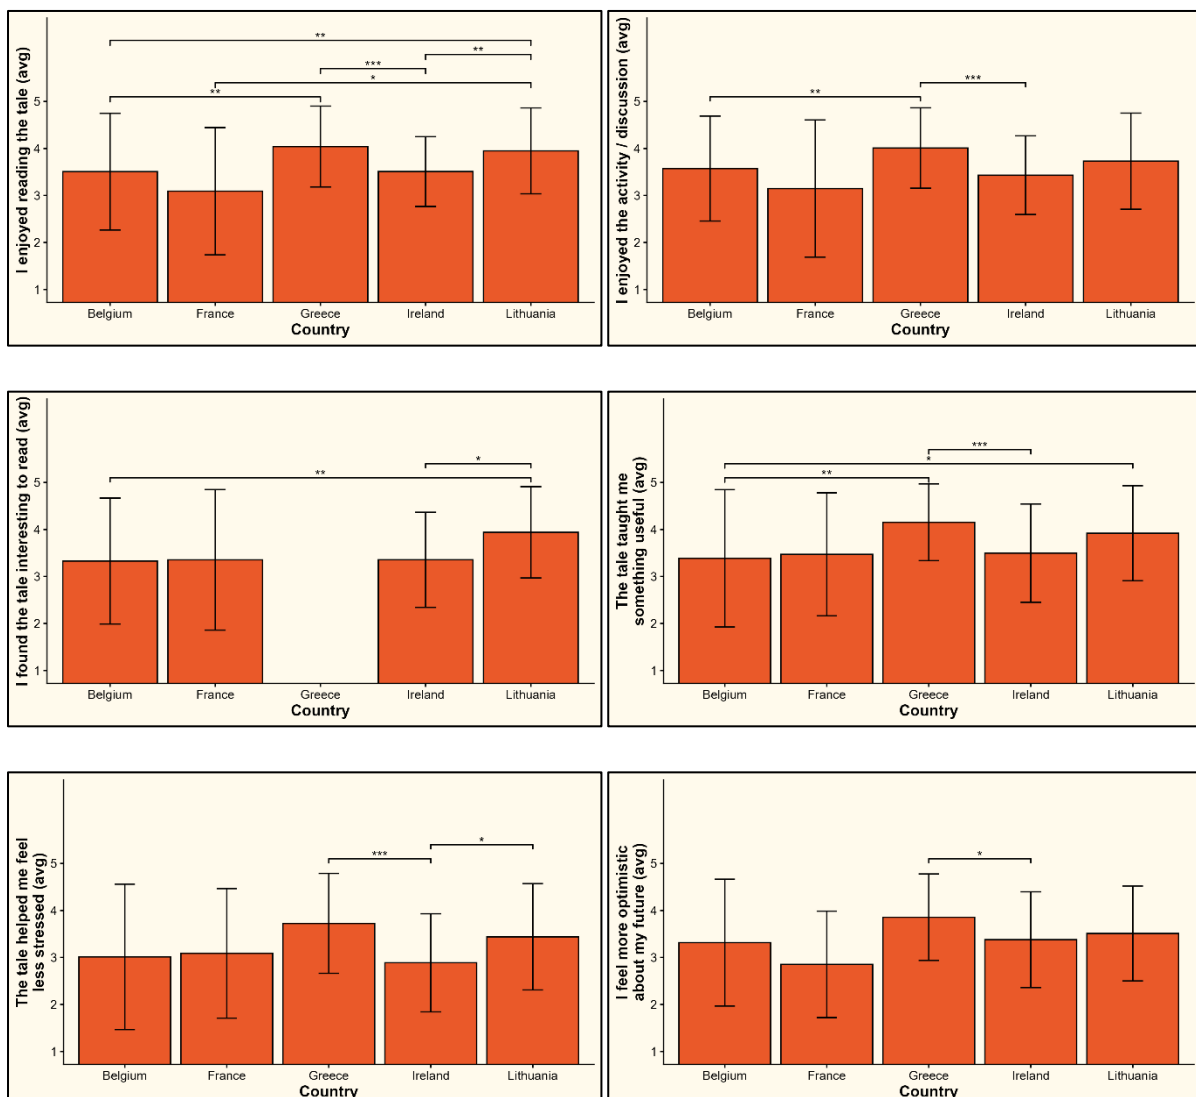 I enjoyed reading the tale (avg)
**
**
***
*
**
5
4
3
2
1
Belgium France Greece Ireland Lithuania
Country
I enjoyed the activity / discussion (avg)
***
**
5
4
3
2
1
Belgium France Greece Ireland Lithuania
Country
I found the tale interesting to read (avg)
*
**
5
4
3
2
1
Belgium France Greece Ireland Lithuania
Country
The tale taught me
something useful (avg)
***
*
**
5
4
3
2
1
Belgium France Greece Ireland Lithuania
Country
The tale helped me feel
less stressed (avg)
*
***
5
4
3
2
1
Belgium France Greece Ireland Lithuania
Country
I feel more optimistic
about my future (avg)
*
5
4
3
2
1
Belgium France Greece Ireland Lithuania
Country